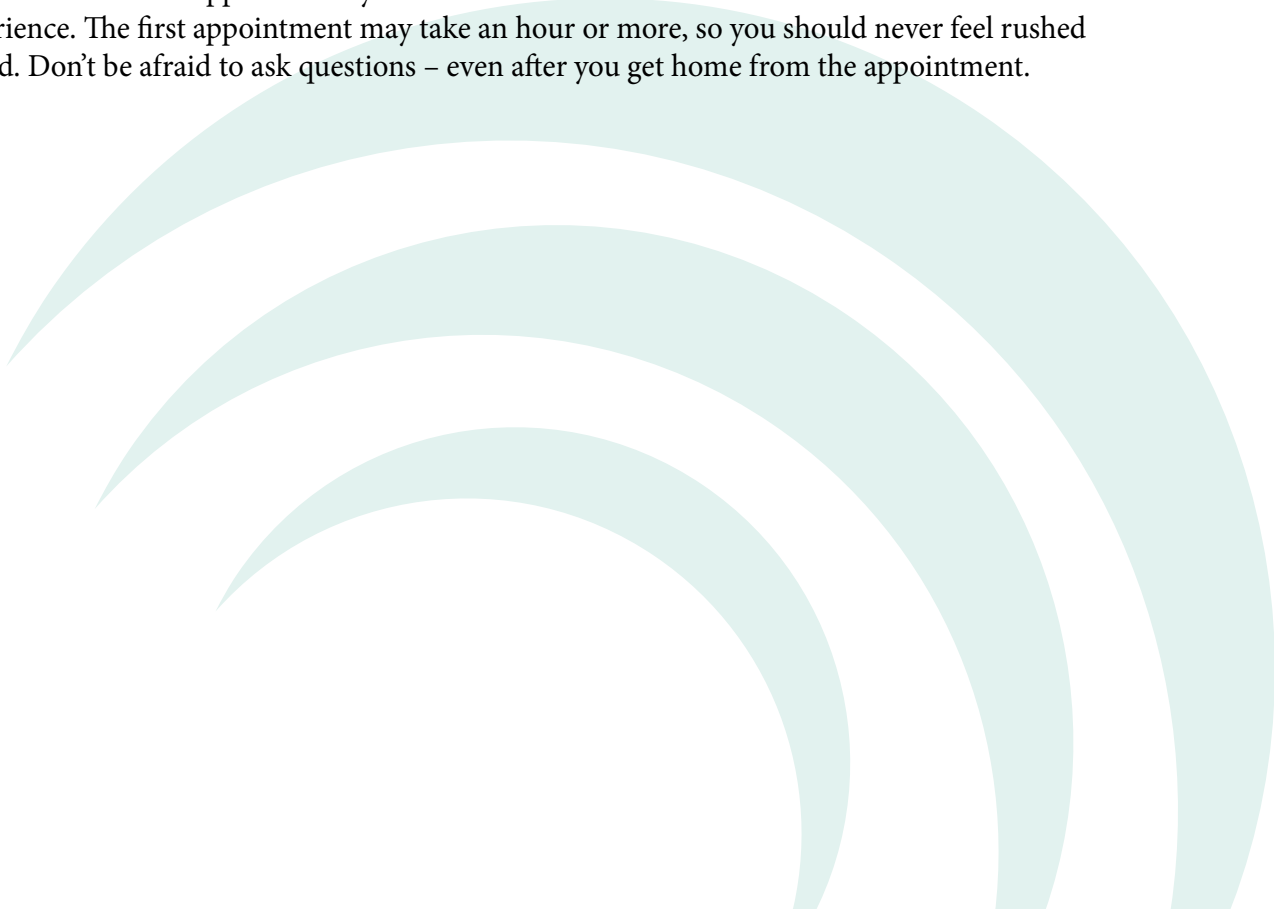 rience. The first appointment may take an hour or more, so you should never feel rushed
d. Don’t be afraid to ask questions – even after you get home from the appointment.